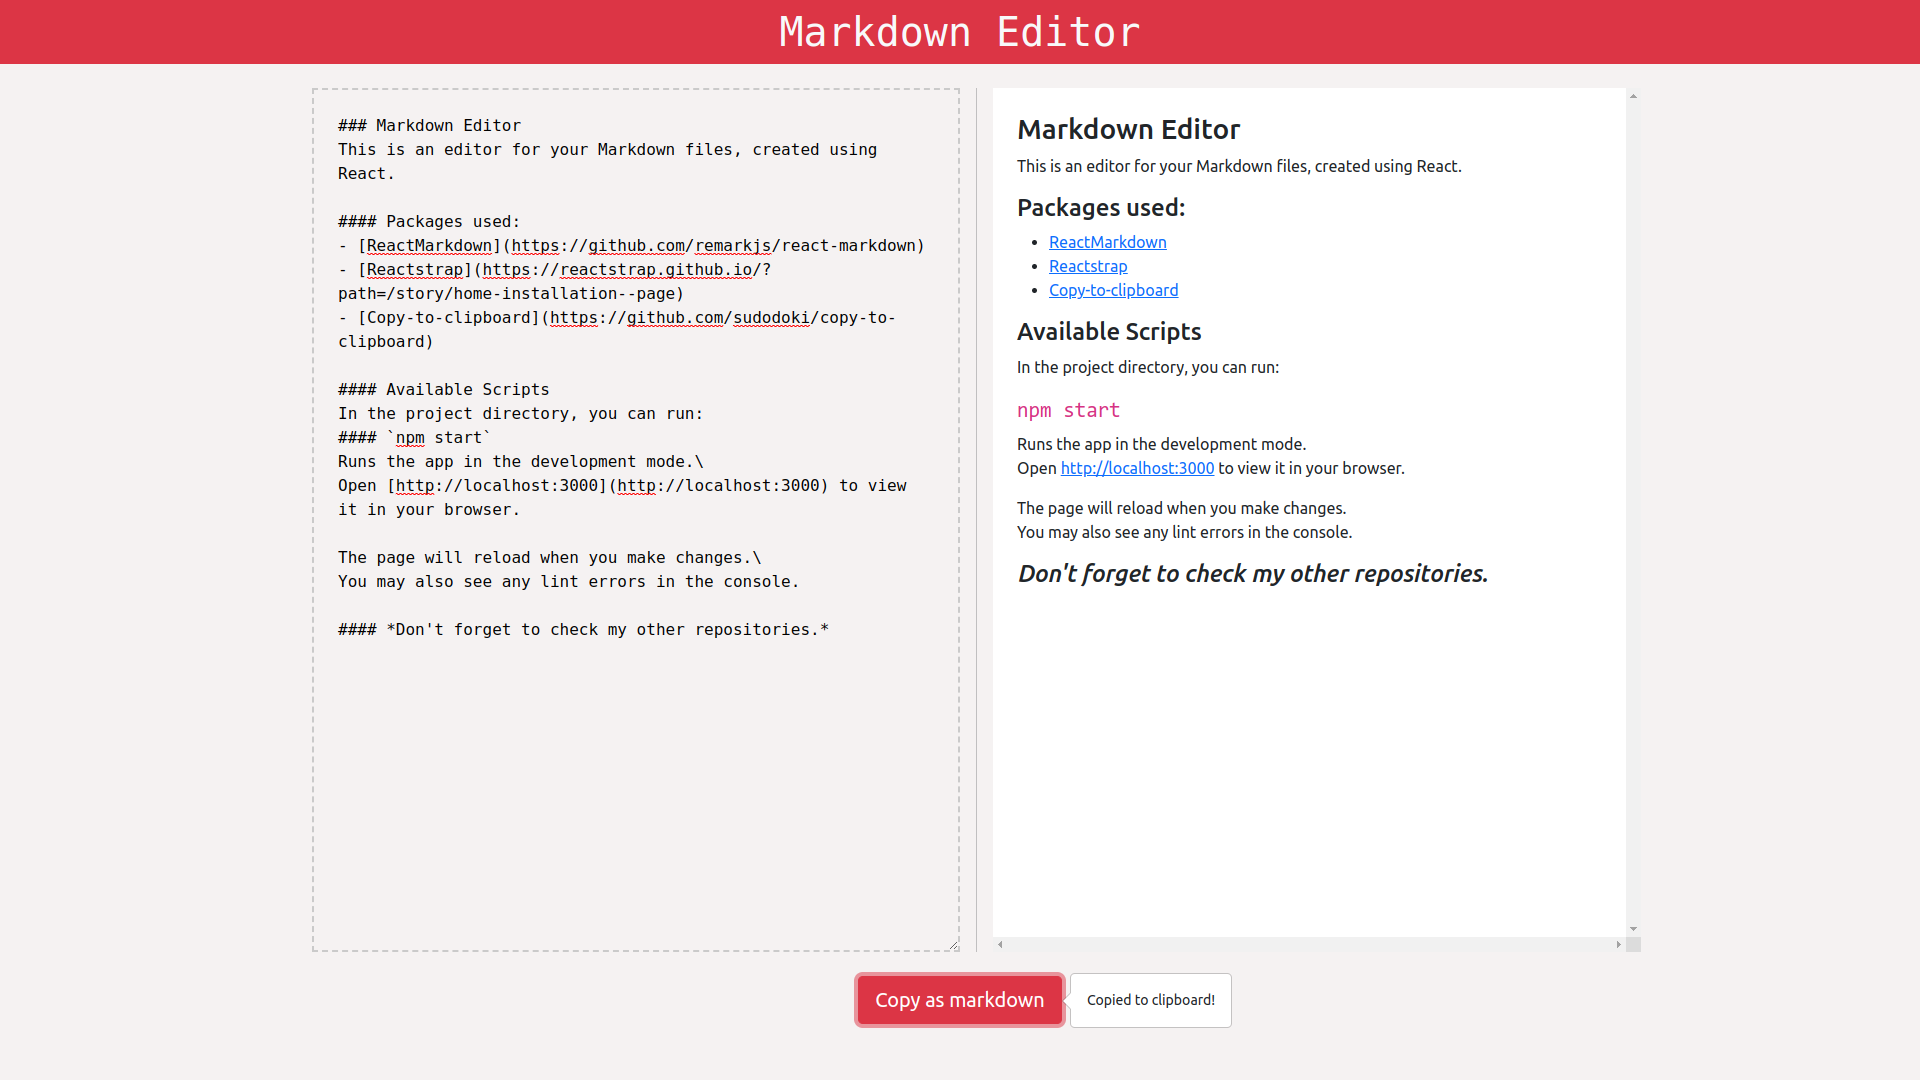 Markdown Editor
### Markdown Editor
This is an editor for your Markdown files, created using
React.
#### Packages used:
- [ReactMarkdown](https://github.com/remarkjs/react-markdown)
- [Reactstrap](https://reactstrap.github.io/?
path=/story/home-installation--page)
- [Copy-to-clipboard](https://github.com/sudodoki/copy-to-
clipboard)
#### Available Scripts
In the project directory, you can run:
#### `npm start`
Runs the app in the development mode.\
Open [http://localhost:3000](http://localhost:3000) to view
it in your browser.
The page will reload when you make changes.\
You may also see any lint errors in the console.
#### *Don't forget to check my other repositories.*
Markdown Editor
This is an editor for your Markdown files, created using React.
Packages used:
• ReactMarkdown
• Reactstrap
• Copy-to-clipboard
Available Scripts
In the project directory, you can run:
npm start
Runs the app in the development mode.
Open http://localhost:3000 to view it in your browser.
The page will reload when you make changes.
You may also see any lint errors in the console.
Don't forget to check my other repositories.
Copy as markdown
Copied to clipboard!